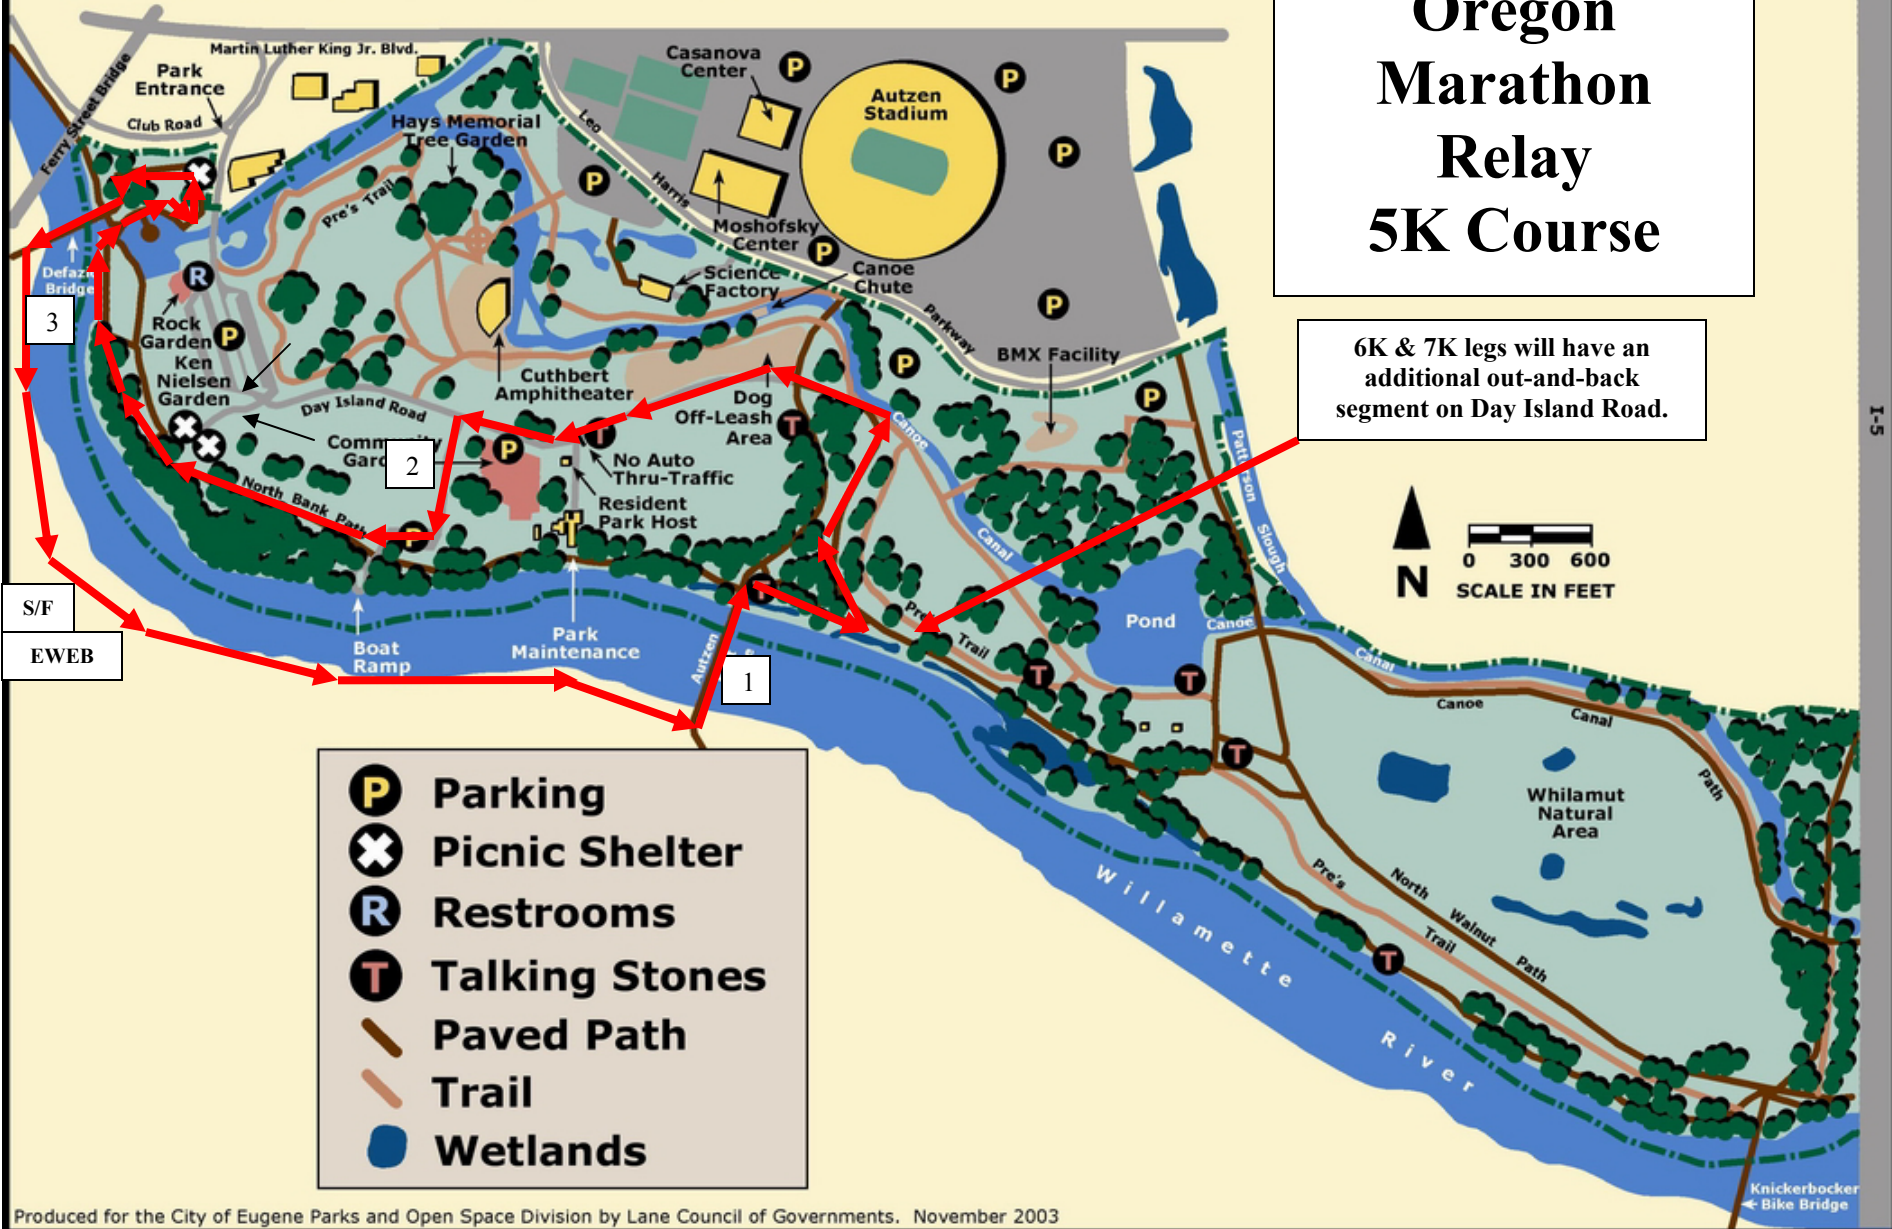 Oregon
Marathon
Relay
5K Course
6K & 7K legs will have an
additional out-and-back
segment on Day Island Road.
Martin Luther King Jr. Blvd.
Ferry Street Bridge
Park
Entrance
Club Road
Hays Memorial
Tree Garden
Pre's Trail
Leo
Harris
Parkway
Casanova
Center
Autzen
Stadium
Moshofsky
Center
Science
Factory
Canoe
Chute
P
P
P
P
P
P
P
P
P
P
P
R
Defazio
Bridge
3
Rock
Garden
Ken
Nielsen
Garden
Day Island Road
Community
2
Cuthbert
Amphitheater
Dog
Off-Leash
Area
T
T
No Auto
Thru-Traffic
Resident
Park Host
BMX Facility
Canoe
Canal
Patterson
Slough
I-5
N
0 300 600
SCALE IN FEET
North Bank Path
S/F
EWEB
Boat
Ramp
Park
Maintenance
Autzen
1
T
Trail
Pond
Canoe
Canal
T
T
T
Canoe
Canal
Path
Whilamut
Natural
Area
Pre's
Trail
North
Walnut
Path
T
Willamette
River
Knickerbocker
Bike Bridge
P Parking
Picnic Shelter
R Restrooms
T Talking Stones
Paved Path
Trail
Wetlands
Produced for the City of Eugene Parks and Open Space Division by Lane Council of Governments. November 2003